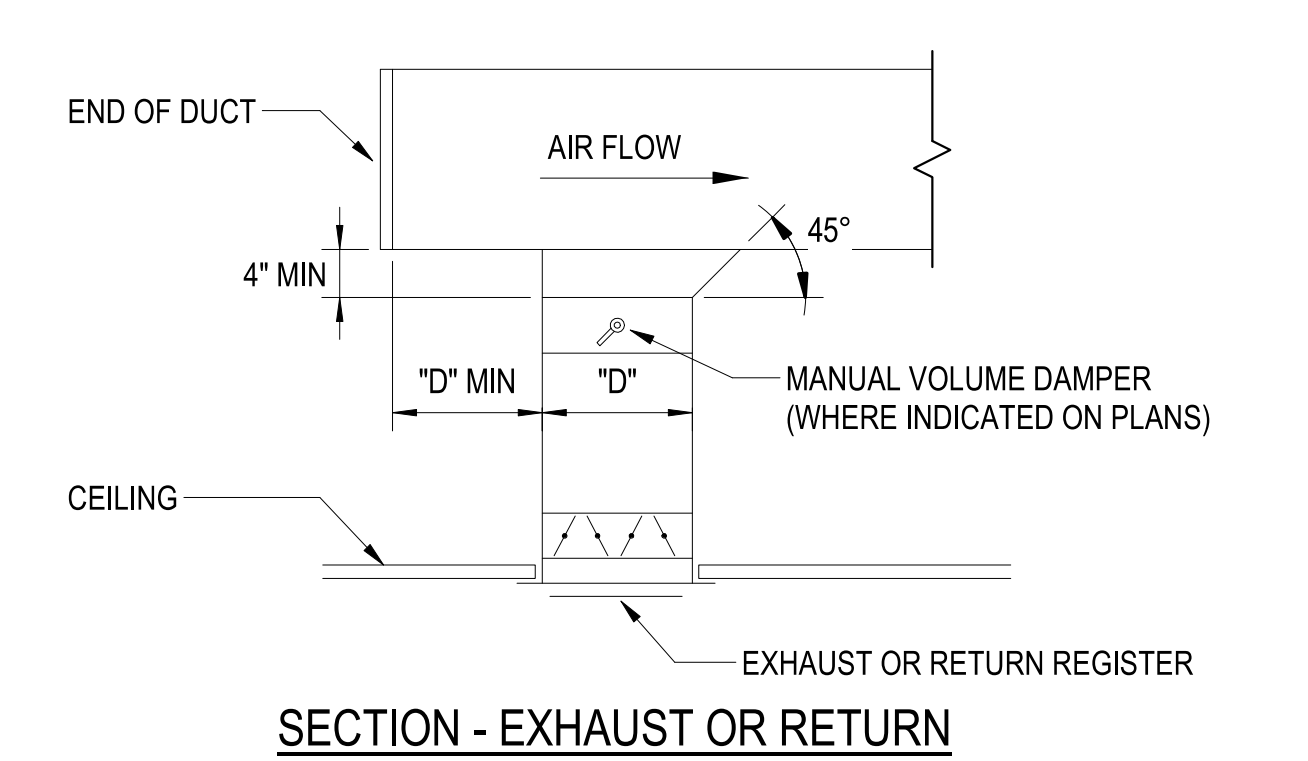 END OF DUCT
AIR FLOW
45°
4" MIN
"D" MIN
"D"
MANUAL VOLUME DAMPER
(WHERE INDICATED ON PLANS)
CEILING
EXHAUST OR RETURN REGISTER
SECTION - EXHAUST OR RETURN